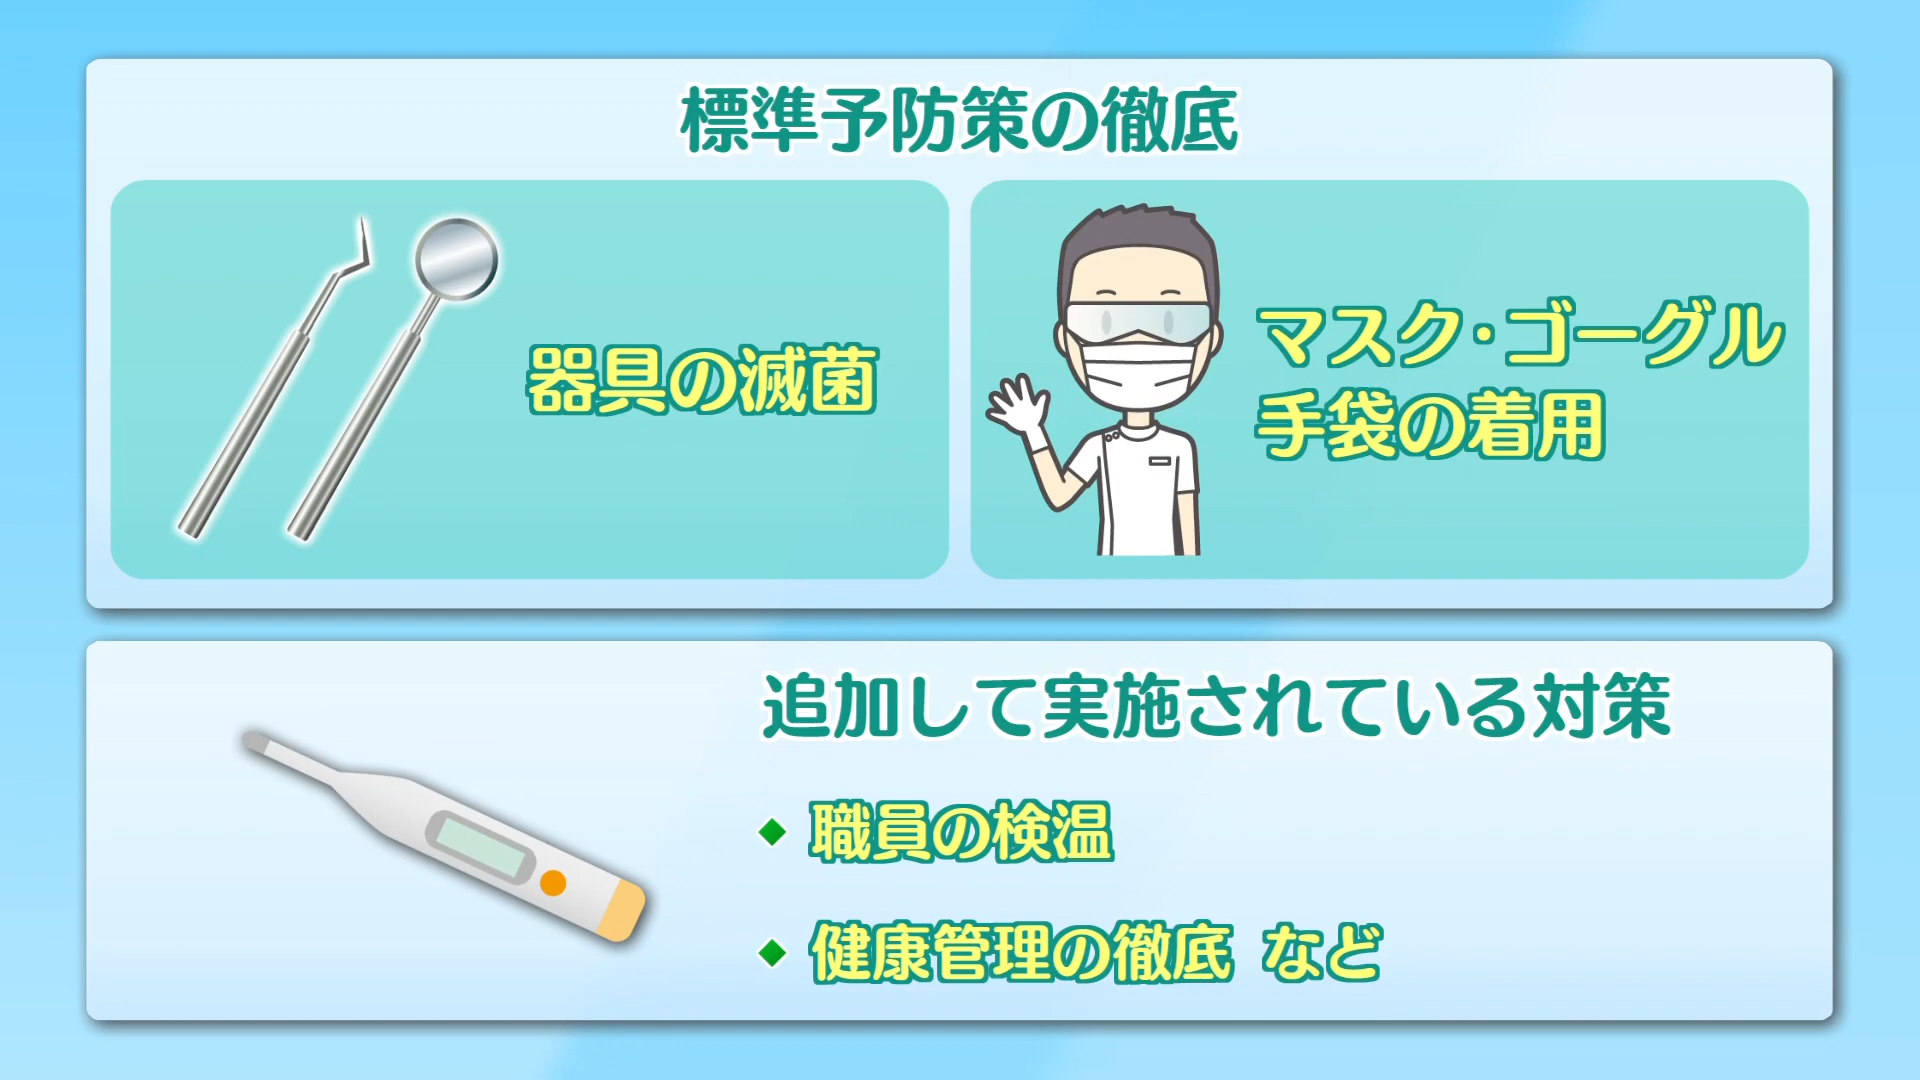 標準予防策の徹底
器具の滅菌
マスク・ゴーグル
手袋の着用
追加して実施されている対策
◆ 職員の検温
◆ 健康管理の徹底 など